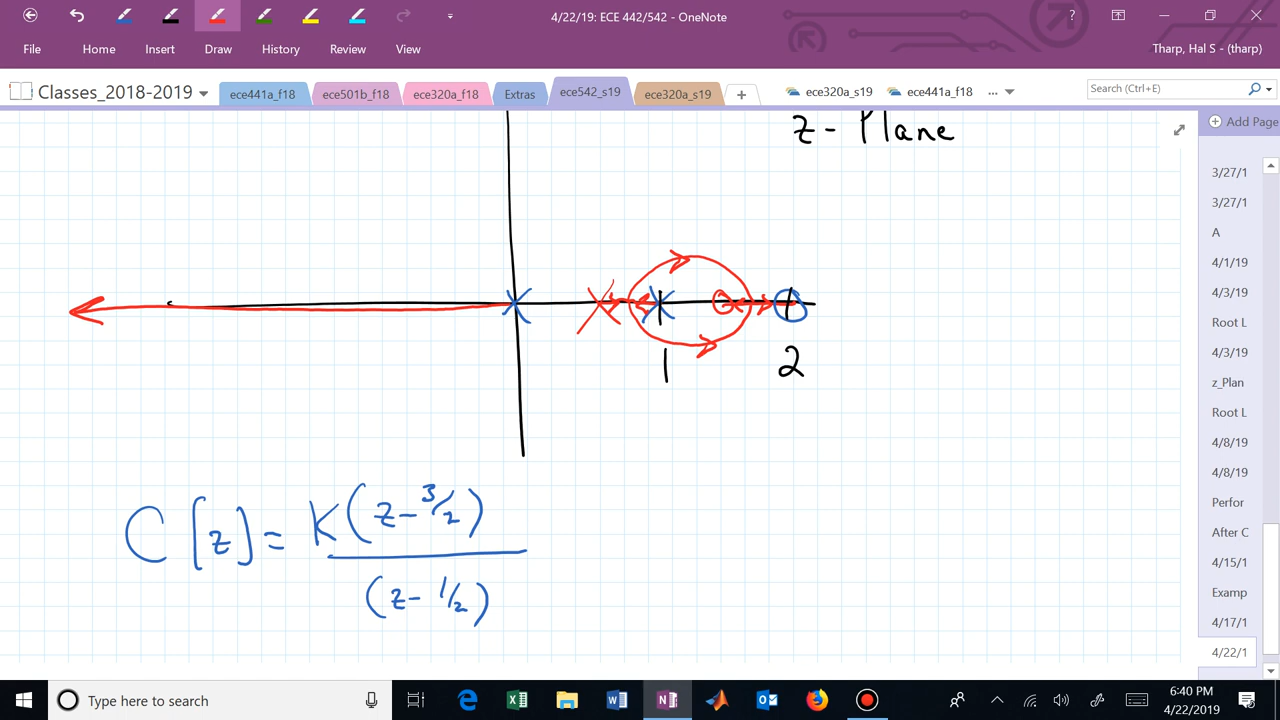 4/22/19: ECE 442/542 - OneNote
?
File Home Insert Draw History Review View
Tharp, Hal S - (tharp)
Classes_2018-2019
ece441a_f18 ece501b_f18 ece320a_f18 Extras ece542_s19 ece320a_s19 +
ece320a_s19 ece441a_f18 ...
Search (Ctrl+E)
z - Plane
Add Page
3/27/1
3/27/1
A
4/1/19
4/3/19
Root L
4/3/19
z_Plan
Root L
4/8/19
4/8/19
Perfor
After C
4/15/1
Examp
4/17/1
4/22/1
1 2
C[z] = K(z - 3/2)
(z - 1/2)
Type here to search
6:40 PM
4/22/2019